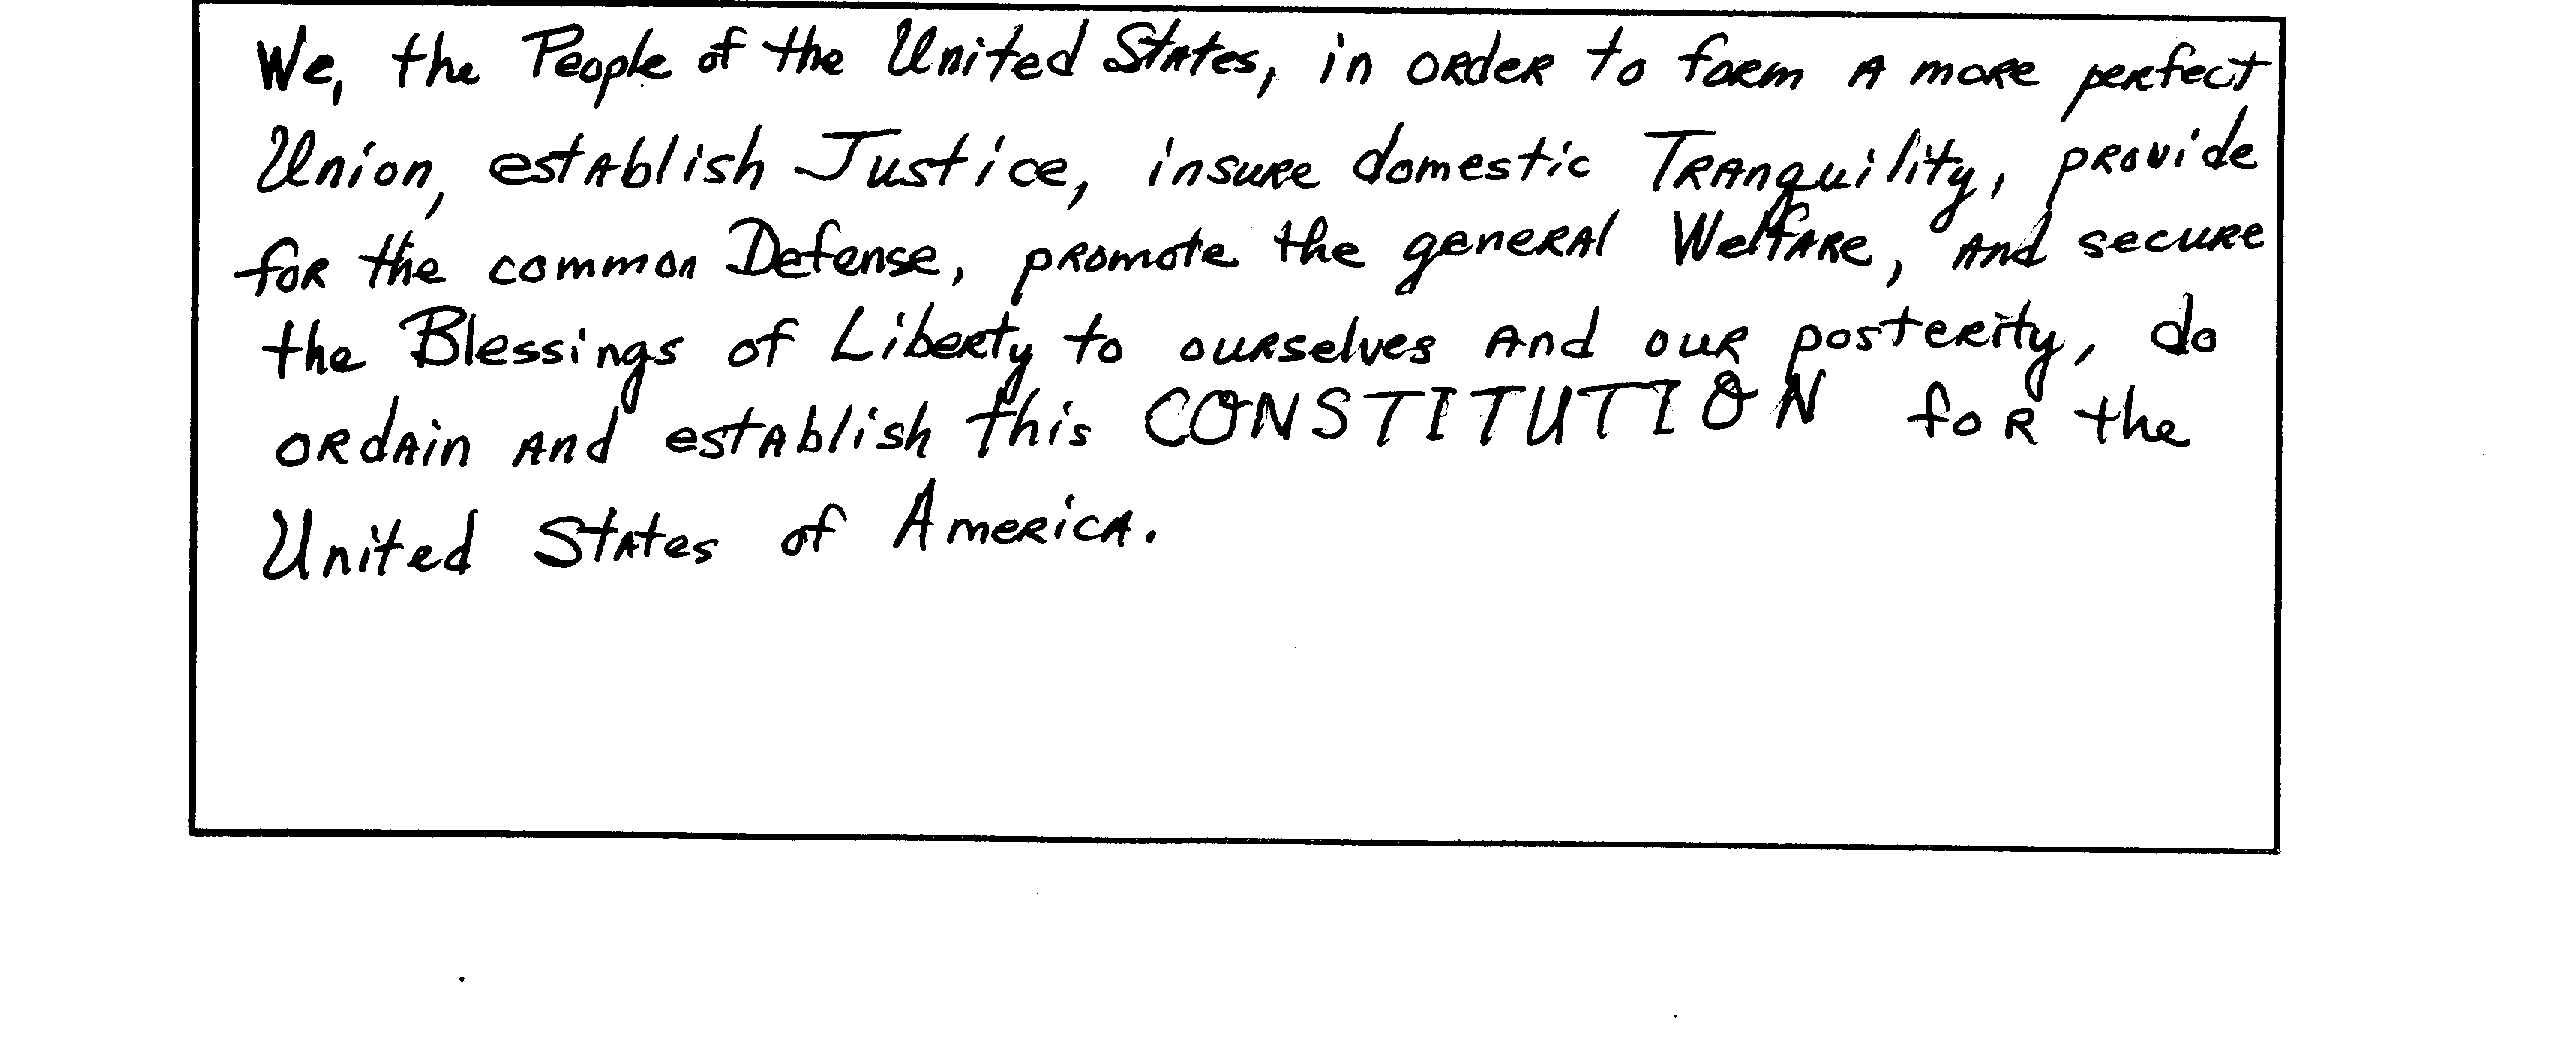 We, the People of the United States, in order to form a more perfect
Union, establish Justice, insure domestic Tranquility, provide
for the common Defense, promote the general Welfare, and secure
the Blessings of Liberty to ourselves and our posterity, do
ordain and establish this CONSTITUTION for the
United States of America.